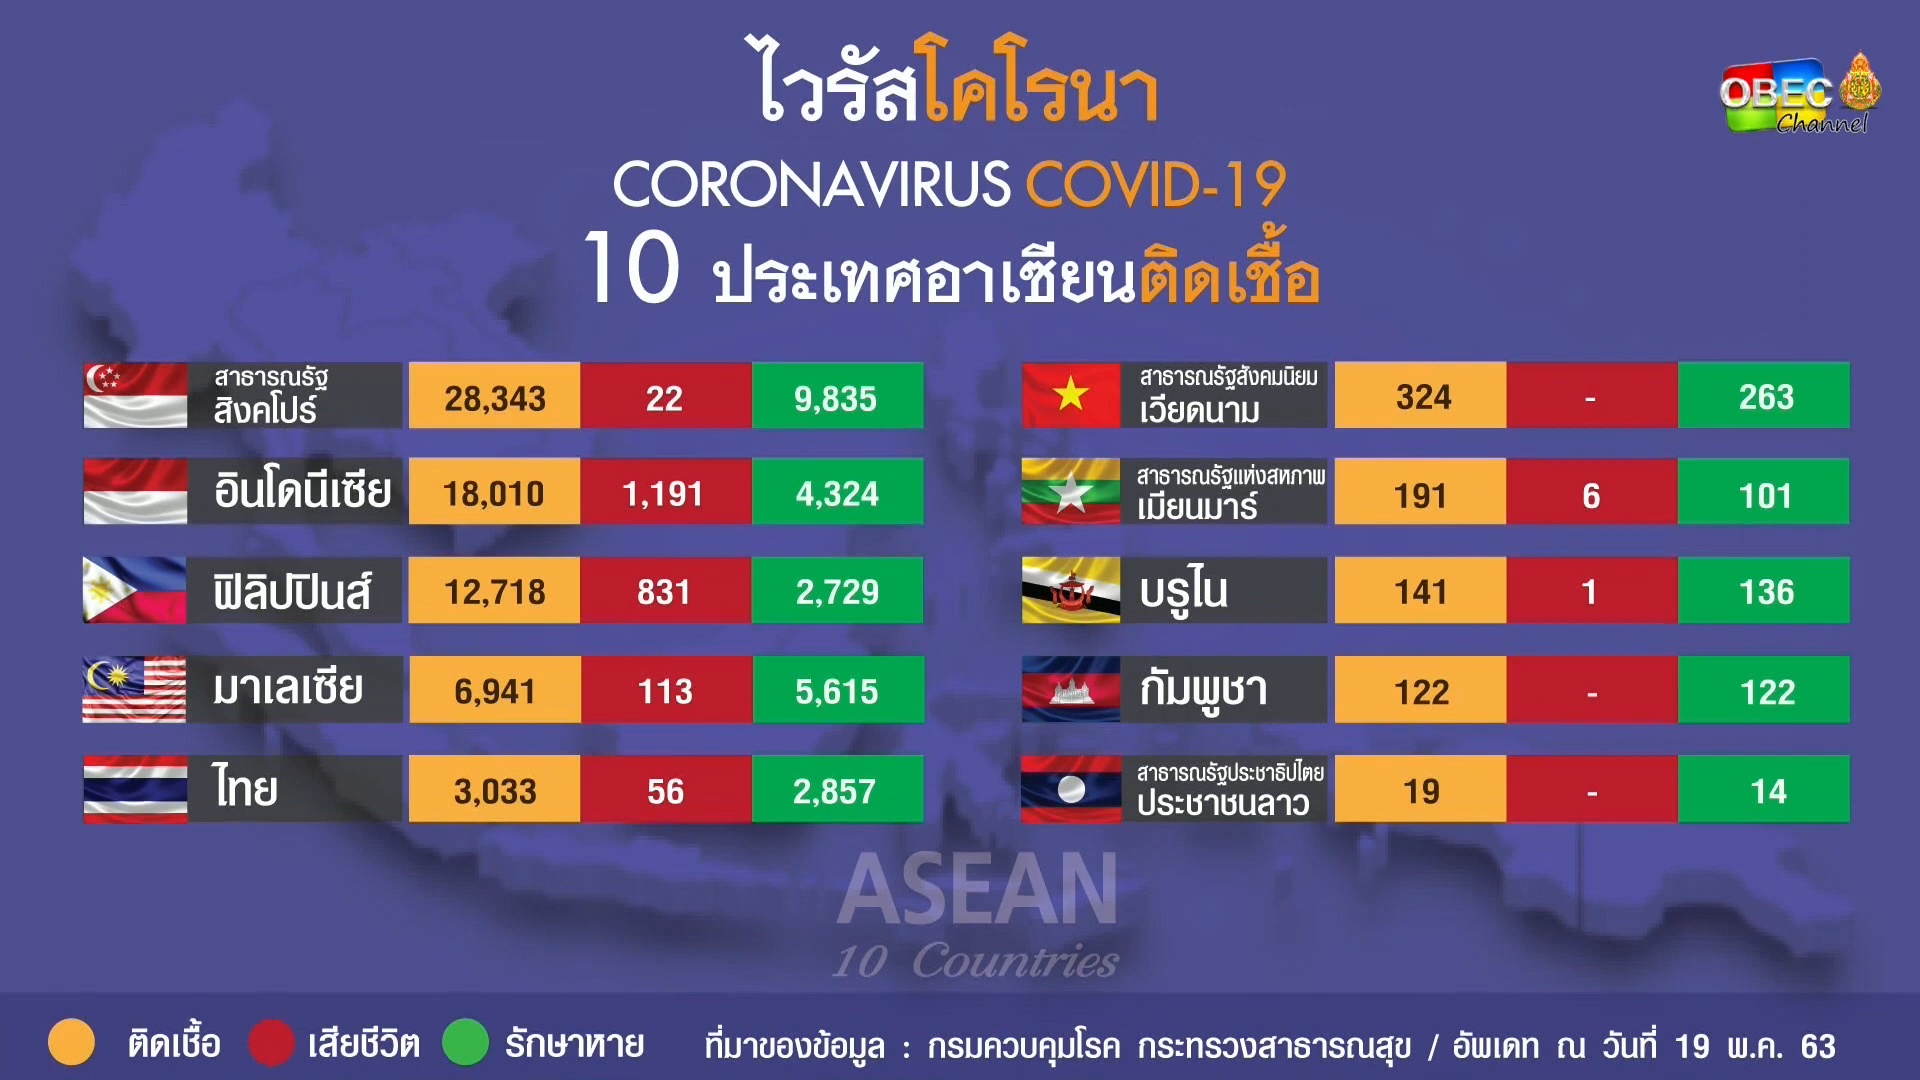 ไวรัสโคโรนา
OBEC
Channel
CORONAVIRUS COVID-19
10 ประเทศอาเซียนติดเชื้อ
สาธารณรัฐ
สิงคโปร์ 28,343 22 9,835
อินโดนีเซีย 18,010 1,191 4,324
ฟิลิปปินส์ 12,718 831 2,729
มาเลเซีย 6,941 113 5,615
ไทย 3,033 56 2,857
สาธารณรัฐสังคมนิยม
เวียดนาม 324 - 263
สาธารณรัฐแห่งสหภาพ
เมียนมาร์ 191 6 101
บรูไน 141 1 136
กัมพูชา 122 - 122
สาธารณรัฐประชาธิปไตย
ประชาชนลาว 19 - 14
ASEAN
10 Countries
ติดเชื้อ เสียชีวิต รักษาหาย ที่มาของข้อมูล : กรมควบคุมโรค กระทรวงสาธารณสุข / อัพเดท ณ วันที่ 19 พ.ค. 63